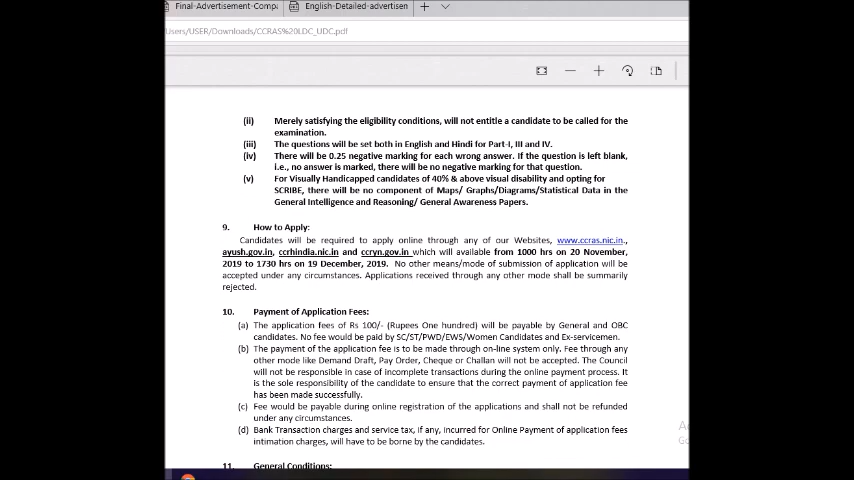 Final-Advertisement-Comp
English-Detailed-advertisen
Users/USER/Downloads/CCRAS%20LDC_UDC.pdf
(ii) Merely satisfying the eligibility conditions, will not entitle a candidate to be called for the
examination.
(iii) The questions will be set both in English and Hindi for Part-I, III and IV.
(iv) There will be 0.25 negative marking for each wrong answer. If the question is left blank,
i.e., no answer is marked, there will be no negative marking for that question.
(v) For Visually Handicapped candidates of 40% & above visual disability and opting for
SCRIBE, there will be no component of Maps/ Graphs/Diagrams/Statistical Data in the
General Intelligence and Reasoning/ General Awareness Papers.
9. How to Apply:
Candidates will be required to apply online through any of our Websites, www.ccras.nic.in.,
ayush.gov.in, ccrhindia.nic.in and ccryn.gov.in which will available from 1000 hrs on 20 November,
2019 to 1730 hrs on 19 December, 2019. No other means/mode of submission of application will be
accepted under any circumstances. Applications received through any other mode shall be summarily
rejected.
10. Payment of Application Fees:
(a) The application fees of Rs 100/- (Rupees One hundred) will be payable by General and OBC
candidates. No fee would be paid by SC/ST/PWD/EWS/Women Candidates and Ex-servicemen.
(b) The payment of the application fee is to be made through on-line system only. Fee through any
other mode like Demand Draft, Pay Order, Cheque or Challan will not be accepted. The Council
will not be responsible in case of incomplete transactions during the online payment process. It
is the sole responsibility of the candidate to ensure that the correct payment of application fee
has been made successfully.
(c) Fee would be payable during online registration of the applications and shall not be refunded
under any circumstances.
(d) Bank Transaction charges and service tax, if any, incurred for Online Payment of application fees
intimation charges, will have to be borne by the candidates.
11. General Conditions: